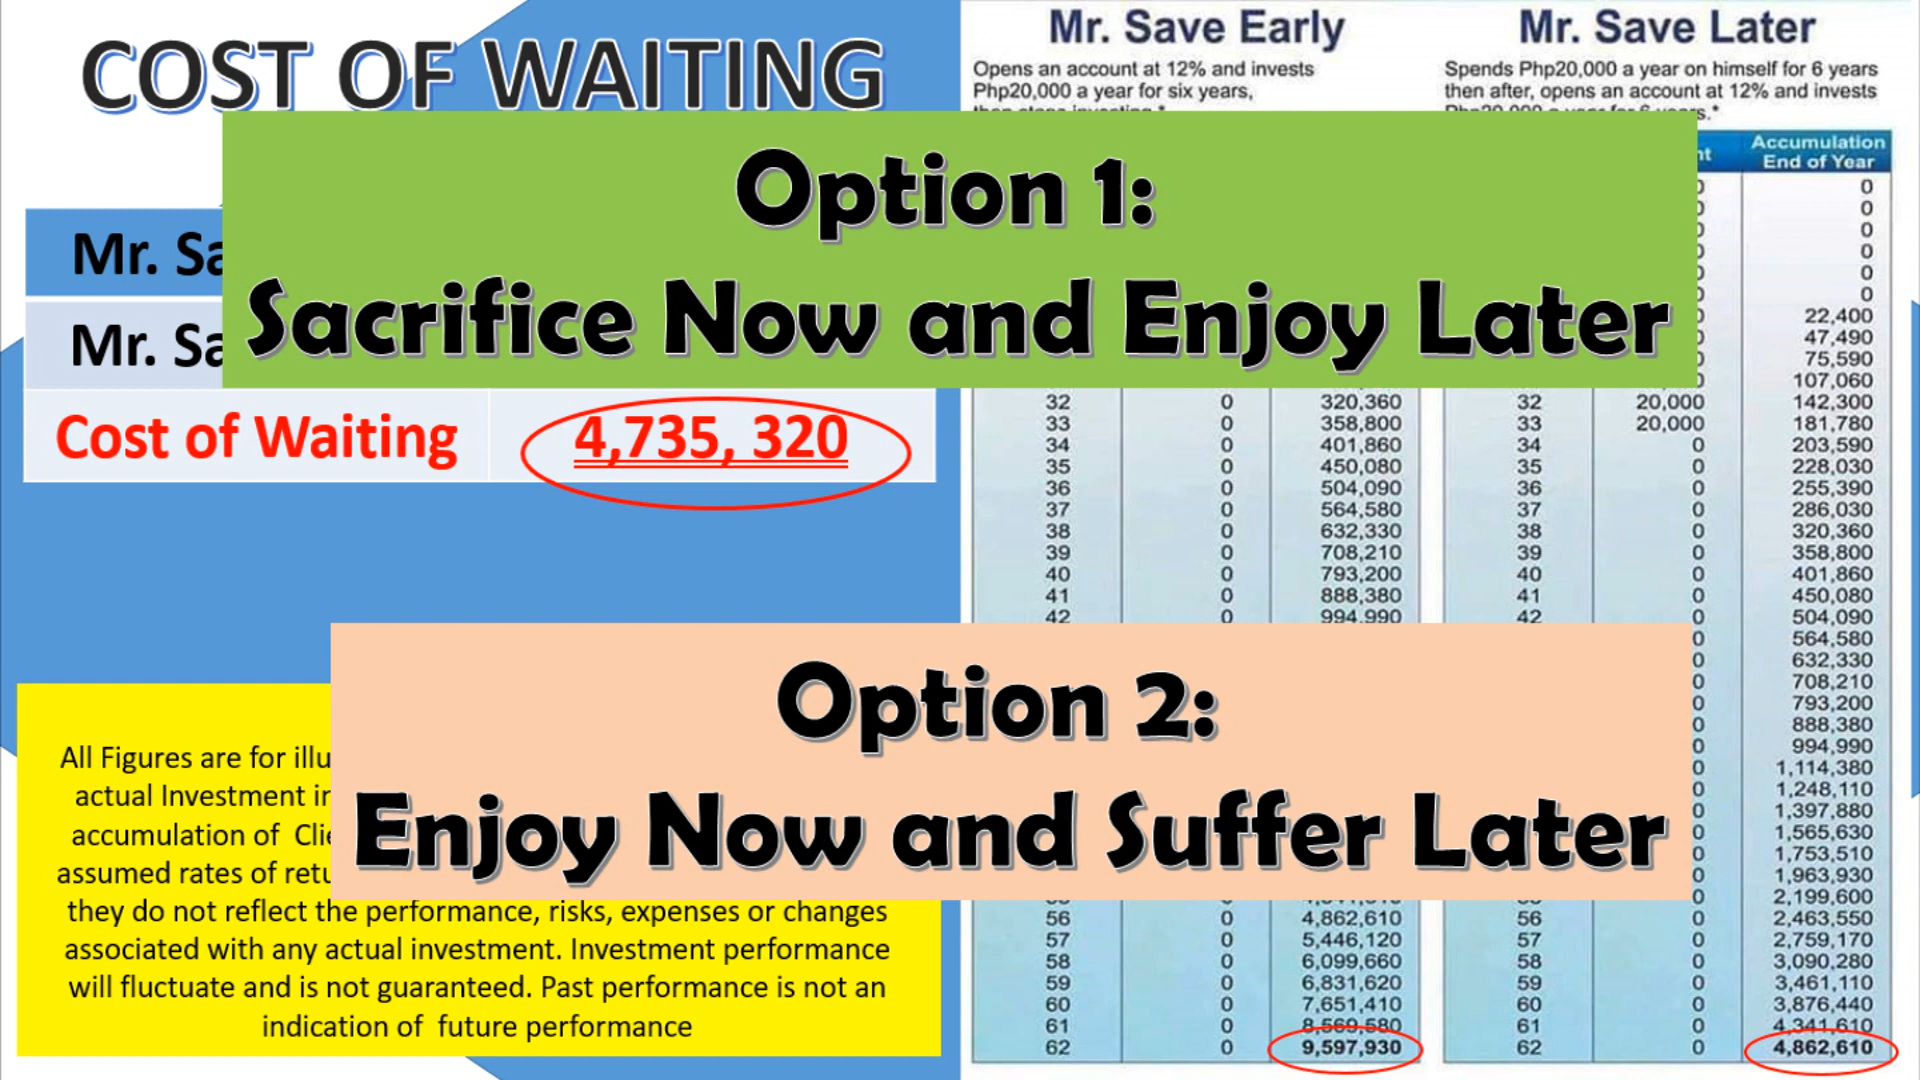 COST OF WAITING
Mr. Save Early
Opens an account at 12% and invests
Php20,000 a year for six years,
Mr. Save Later
Spends Php20,000 a year on himself for 6 years
then after, opens an account at 12% and invests
Option 1:
Sacrifice Now and Enjoy Later
Mr.
Mr.
Cost of Waiting 4,735, 320
Accumulation
End of Year
0
0
0
0
0
0
22,400
47,490
75,590
107,060
32 0 320,360 32 20,000 142,300
33 0 358,800 33 20,000 181,780
34 0 401,860 34 0 203,590
35 0 450,080 35 0 228,030
36 0 504,090 36 0 255,390
37 0 564,580 37 0 286,030
38 0 632,330 38 0 320,360
39 0 708,210 39 0 358,800
40 0 793,200 40 0 401,860
41 0 888,380 41 0 450,080
42 0 994,990 42 0 504,090
0 564,580
0 632,330
0 708,210
0 793,200
0 888,380
0 994,990
0 1,114,380
0 1,248,110
0 1,397,880
0 1,565,630
0 1,753,510
0 1,963,930
0 2,199,600
56 0 4,862,610 56 0 2,463,550
57 0 5,446,120 57 0 2,759,170
58 0 6,099,660 58 0 3,090,280
59 0 6,831,620 59 0 3,461,110
60 0 7,651,410 60 0 3,876,440
61 0 8,569,580 61 0 4,341,610
62 0 9,597,930 62 0 4,862,610
Option 2:
Enjoy Now and Suffer Later
All Figures are for
actual Investment
accumulation of
assumed rates of
they do not reflect the performance, risks, expenses or changes
associated with any actual investment. Investment performance
will fluctuate and is not guaranteed. Past performance is not an
indication of future performance